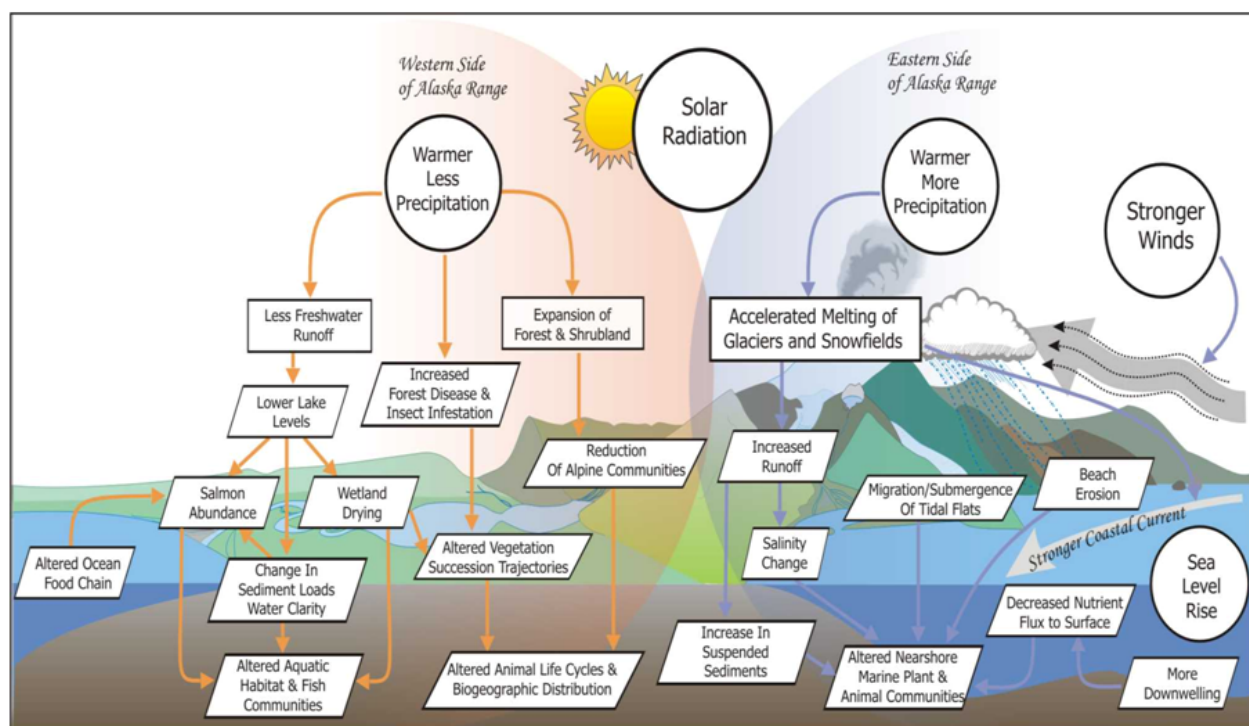 Western Side
of Alaska Range
Solar
Radiation
Eastern Side
of Alaska Range
Warmer
Less
Precipitation
Warmer
More
Precipitation
Stronger
Winds
Less Freshwater
Runoff
Expansion of
Forest & Shrubland
Accelerated Melting of
Glaciers and Snowfields
Increased
Forest Disease &
Insect Infestation
Lower Lake
Levels
Reduction
Of Alpine Communities
Increased
Runoff
Beach
Erosion
Migration/Submergence
Of Tidal Flats
Salmon
Abundance
Wetland
Drying
Stronger Coastal Current
Altered Ocean
Food Chain
Altered Vegetation
Succession Trajectories
Salinity
Change
Sea
Level
Rise
Change In
Sediment Loads
Water Clarity
Decreased Nutrient
Flux to Surface
Increase In
Suspended
Sediments
Altered Aquatic
Habitat & Fish
Communities
Altered Animal Life Cycles &
Biogeographic Distribution
Altered Nearshore
Marine Plant &
Animal Communities
More
Downwelling